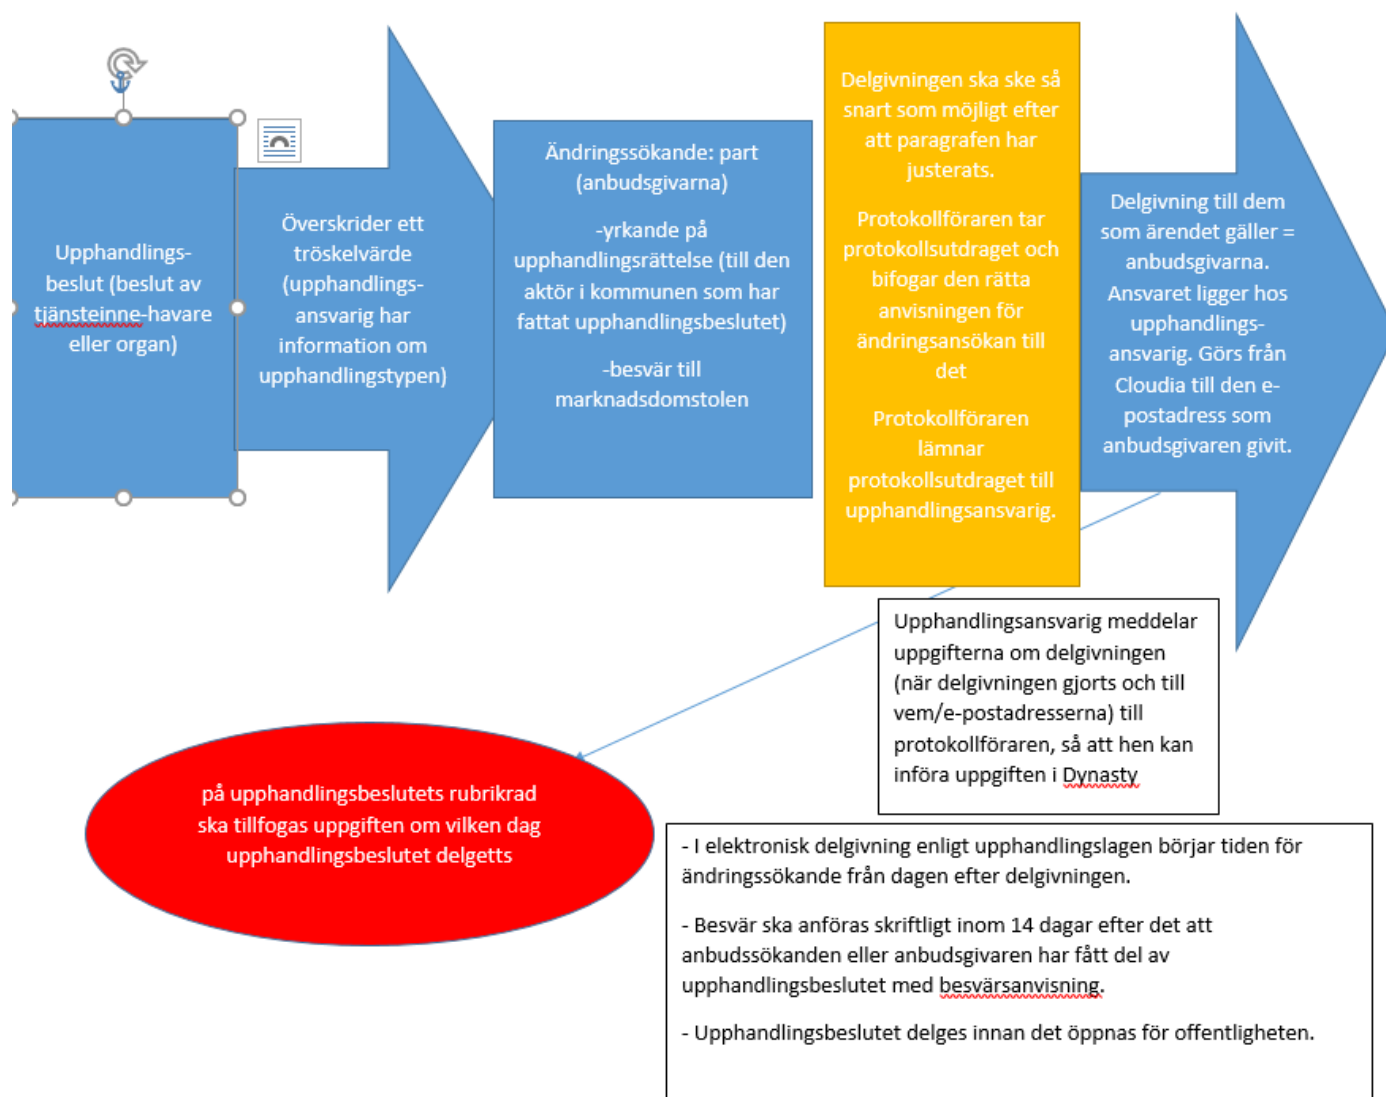 Upphandlings-
beslut (beslut av
tjänsteinne-havare
eller organ)
Överskrider ett
tröskelvärde
(upphandlings-
ansvarig har
information om
upphandlingstypen)
Ändringssökande: part
(anbudsgivarna)
-yrkande på
upphandlingsrättelse (till den
aktör i kommunen som har
fattat upphandlingsbeslutet)
-besvär till
marknadsdomstolen
Delgivningen ska ske så
snart som möjligt efter
att paragrafen har
justerats.
Protokollföraren tar
protokollsutdraget och
bifogar den rätta
anvisningen för
ändringsansökan till
det
Protokollföraren
lämnar
protokollsutdraget till
upphandlingsansvarig.
Delgivning till dem
som ärendet gäller =
anbudsgivarna.
Ansvaret ligger hos
upphandlings-
ansvarig. Görs från
Cloudia till den e-
postadress som
anbudsgivaren givit.
Upphandlingsansvarig meddelar
uppgifterna om delgivningen
(när delgivningen gjorts och till
vem/e-postadresserna) till
protokollföraren, så att hen kan
införa uppgiften i Dynasty
på upphandlingsbeslutets rubrikrad
ska tillfogas uppgiften om vilken dag
upphandlingsbeslutet delgetts
- I elektronisk delgivning enligt upphandlingslagen börjar tiden för
ändringssökande från dagen efter delgivningen.
- Besvär ska anföras skriftligt inom 14 dagar efter det att
anbudssökanden eller anbudsgivaren har fått del av
upphandlingsbeslutet med besvärsanvisning.
- Upphandlingsbeslutet delges innan det öppnas för offentligheten.